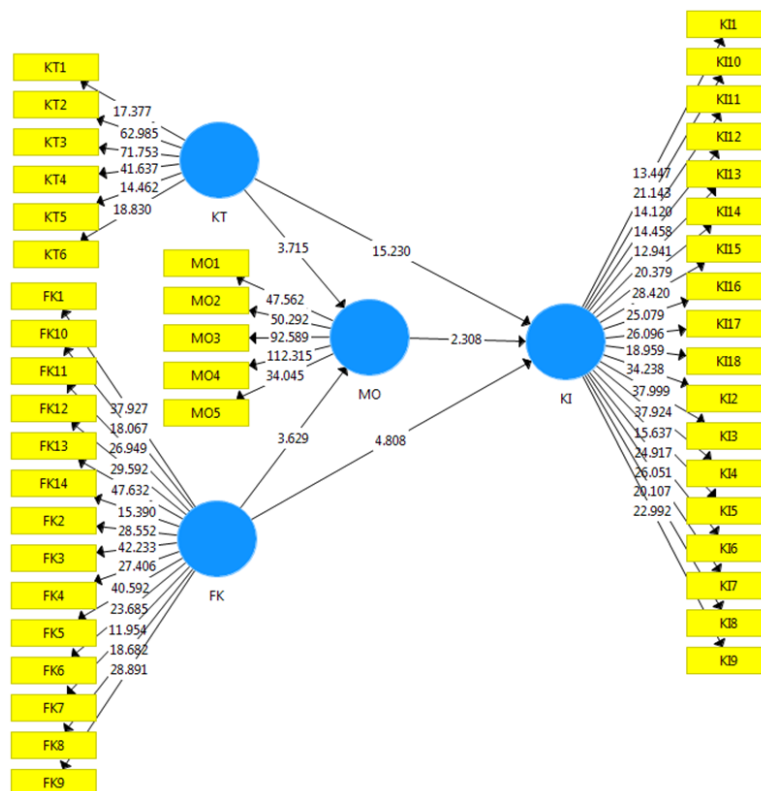 KT1
KT2
KT3
KT4
KT5
KT6
17.377
62.985
71.753
41.637
14.462
18.830
KT
3.715
15.230
MO1
MO2
MO3
MO4
MO5
47.562
50.292
92.589
112.315
34.045
MO
2.308
3.629
4.808
FK1
FK10
FK11
FK12
FK13
FK14
FK2
FK3
FK4
FK5
FK6
FK7
FK8
FK9
37.927
18.067
26.949
29.592
47.632
15.390
28.552
42.233
27.406
40.592
23.685
11.954
18.682
28.891
FK
KI
13.447
21.143
14.120
14.458
12.941
20.379
28.420
25.079
26.096
18.959
34.238
37.999
37.924
15.637
24.917
26.051
20.107
22.992
KI1
KI10
KI11
KI12
KI13
KI14
KI15
KI16
KI17
KI18
KI2
KI3
KI4
KI5
KI6
KI7
KI8
KI9